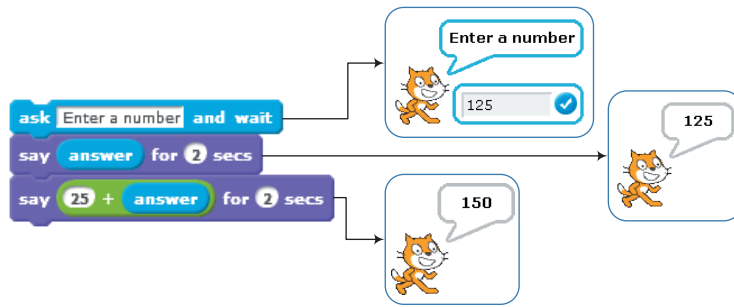 Enter a number
125
ask Enter a number and wait
125
say answer for 2 secs
say 25 + answer for 2 secs
150